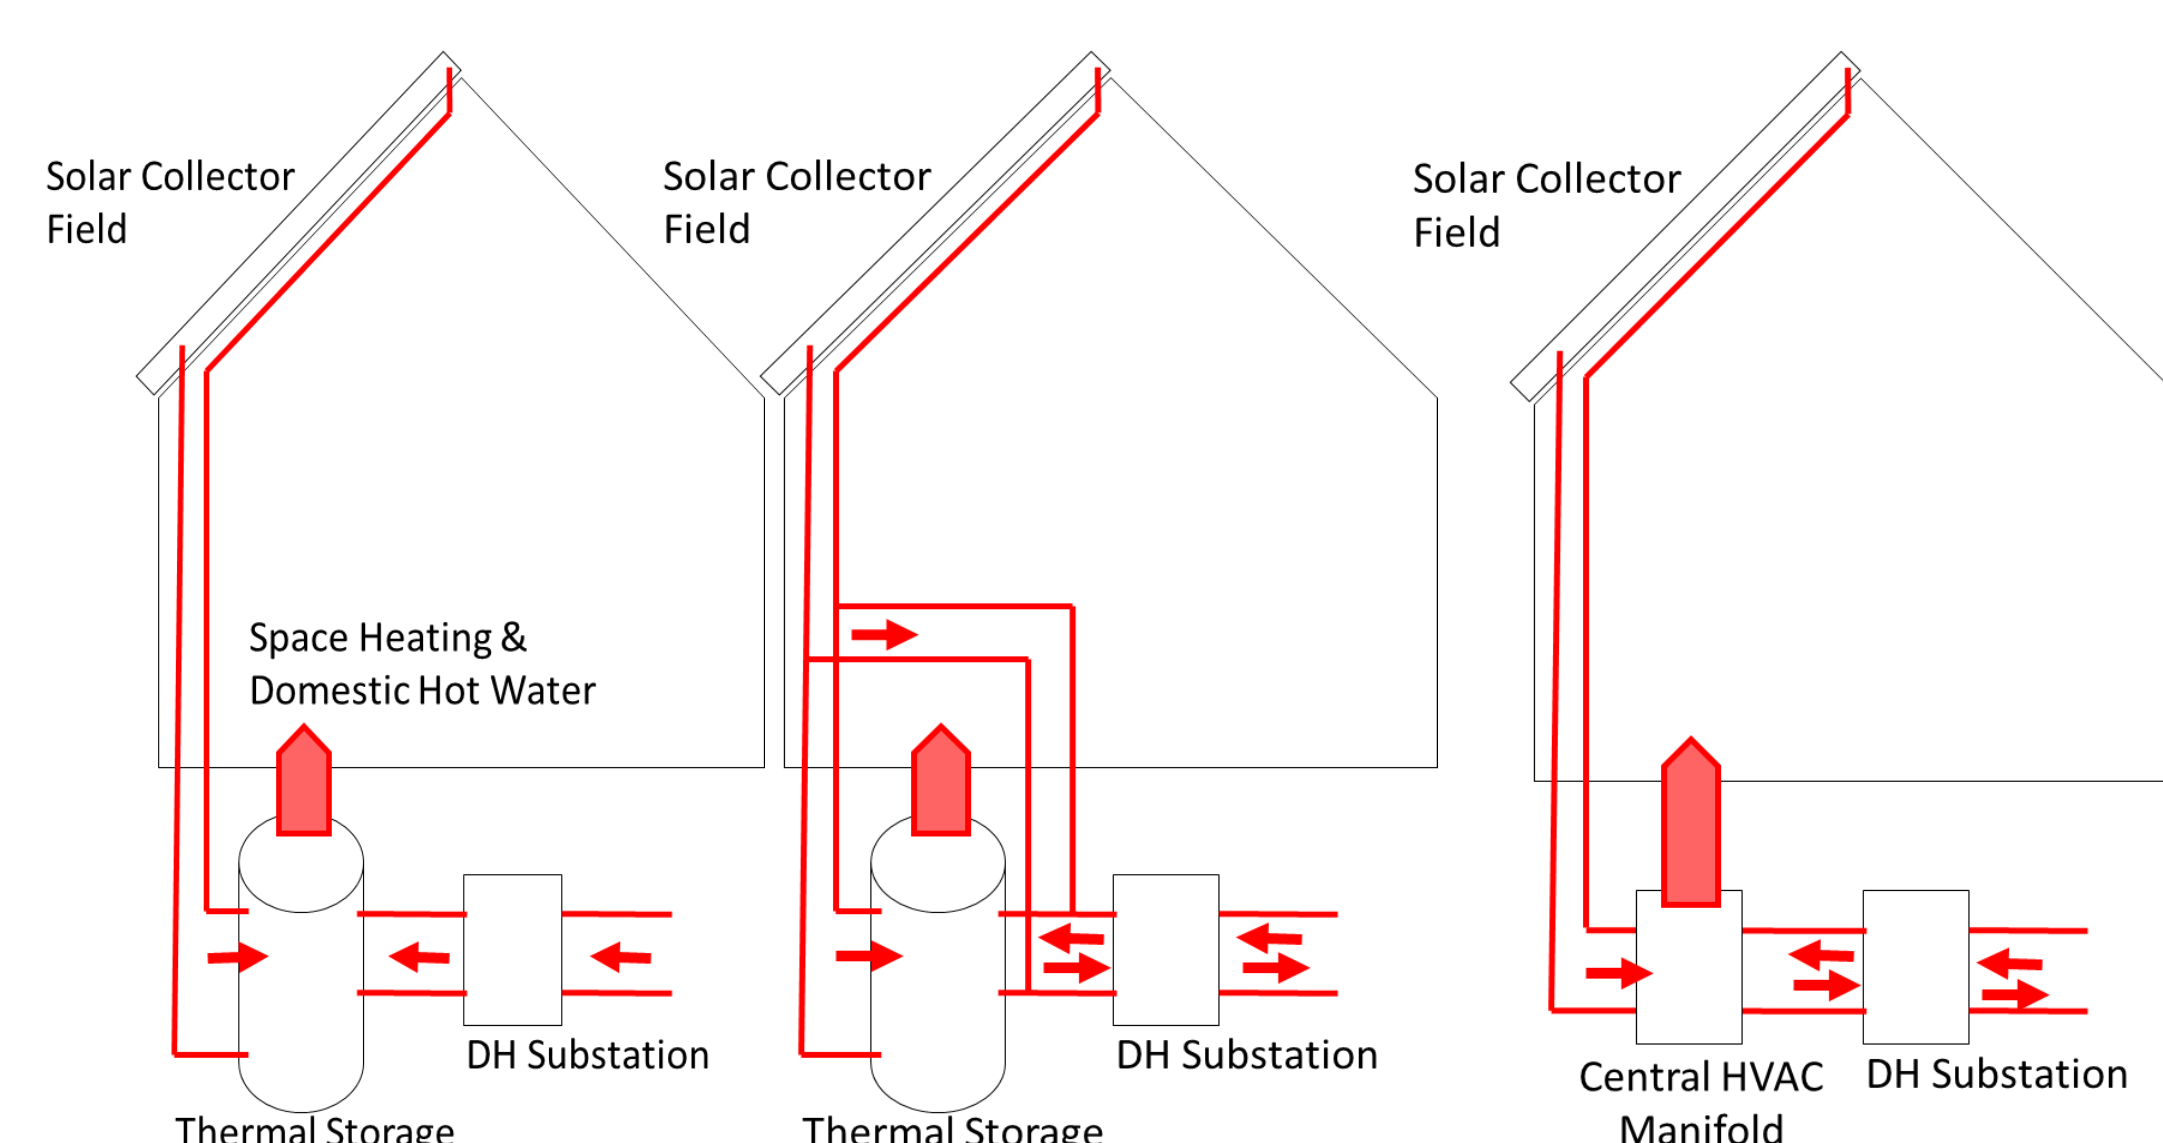 Solar Collector
Field
Space Heating &
Domestic Hot Water
DH Substation
Thermal Storage
Solar Collector
Field
DH Substation
Thermal Storage
Solar Collector
Field
Central HVAC
Manifold
DH Substation